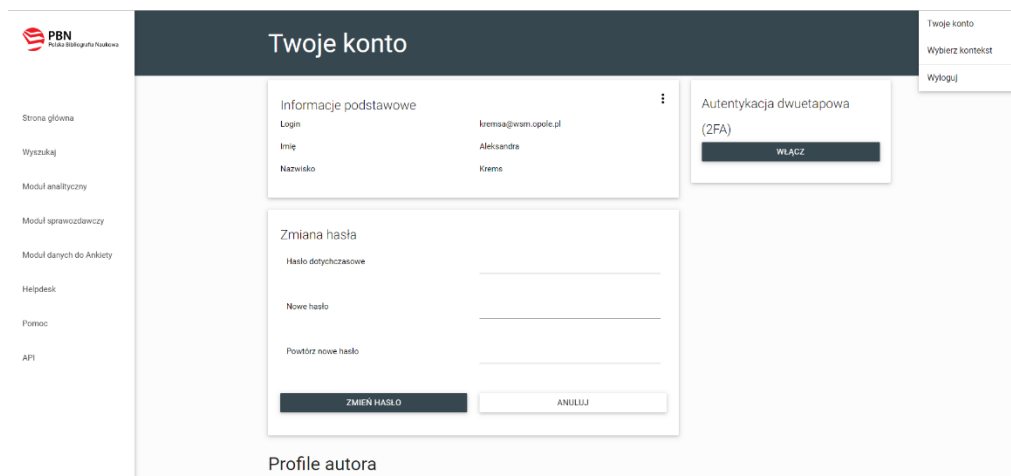 PBN
Polska Bibliografia Naukowa
Strona główna
Wyszukaj
Moduł analityczny
Moduł sprawozdawczy
Moduł danych do Ankiety
Helpdesk
Pomoc
API
Twoje konto
Twoje konto
Wybierz kontekst
Wyloguj
Informacje podstawowe
Login kremsa@wsm.opole.pl
Imię Aleksandra
Nazwisko Krems
Autentykacja dwuetapowa
(2FA)
WŁĄCZ
Zmiana hasła
Hasło dotychczasowe
Nowe hasło
Powtórz nowe hasło
ZMIEŃ HASŁO ANULUJ
Profile autora